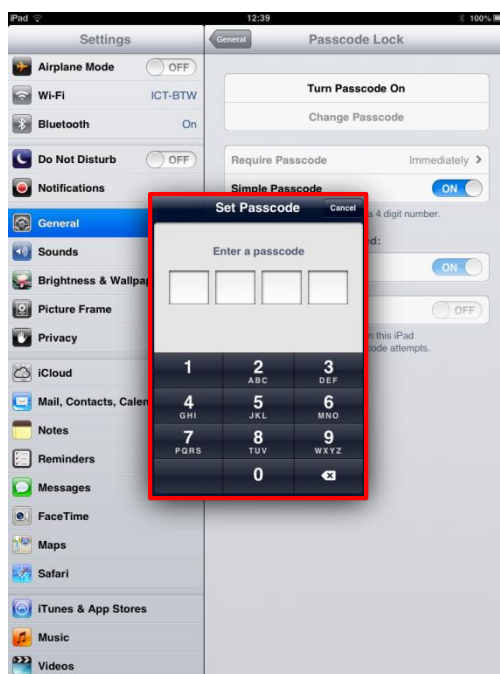 iPad 12:39 100%
Settings
General Passcode Lock
Airplane Mode OFF
Wi-Fi ICT-BTW
Bluetooth On
Do Not Disturb OFF
Notifications
General
Sounds
Brightness & Wallpa
Picture Frame
Privacy
iCloud
Mail, Contacts, Calen
Notes
Reminders
Messages
FaceTime
Maps
Safari
iTunes & App Stores
Music
Videos
Turn Passcode On
Change Passcode
Require Passcode Immediately
Simple Passcode ON
a 4 digit number.
ed:
ON
OFF
n this iPad
code attempts.
Set Passcode Cancel
Enter a passcode
1 2 3
ABC DEF
4 5 6
GHI JKL MNO
7 8 9
PQRS TUV WXYZ
0